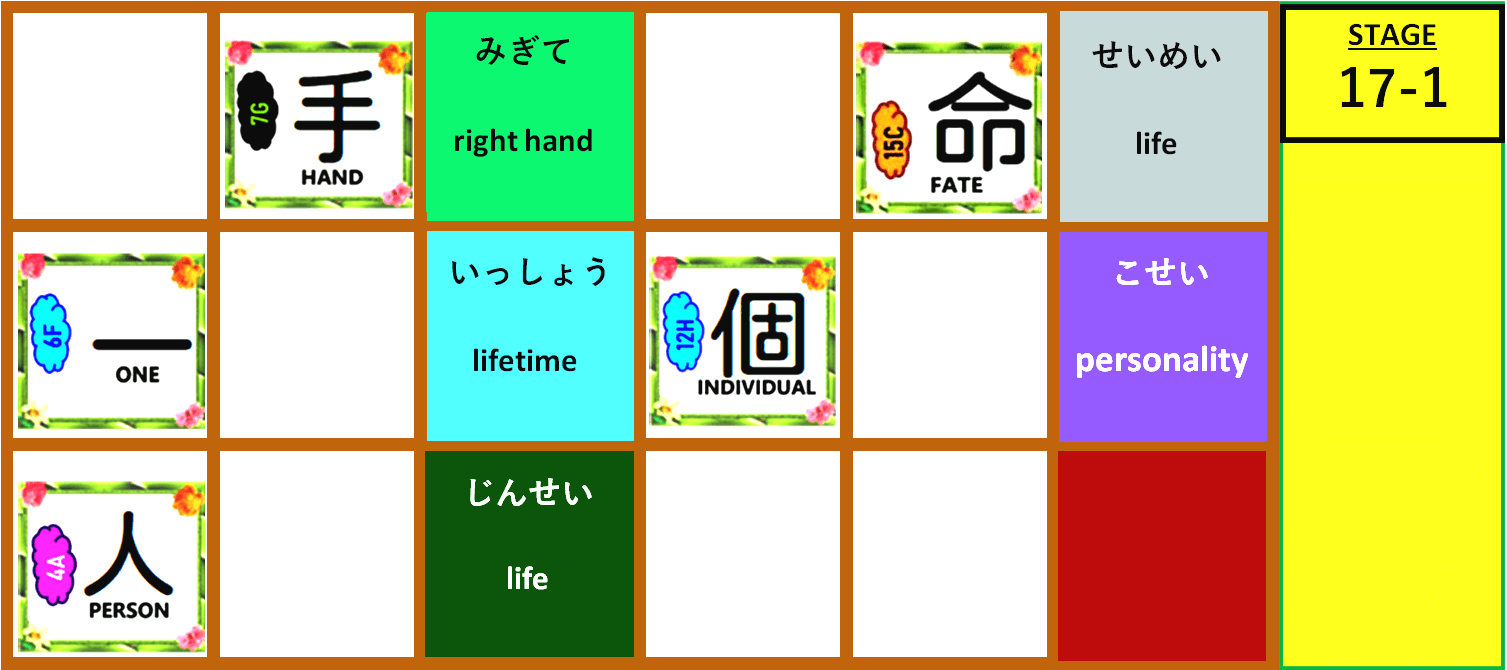 7G
手
HAND
みぎて
right hand
15C
命
FATE
せいめい
life
STAGE
17-1
6F
一
ONE
いっしょう
lifetime
12H
個
INDIVIDUAL
こせい
personality
4A
人
PERSON
じんせい
life